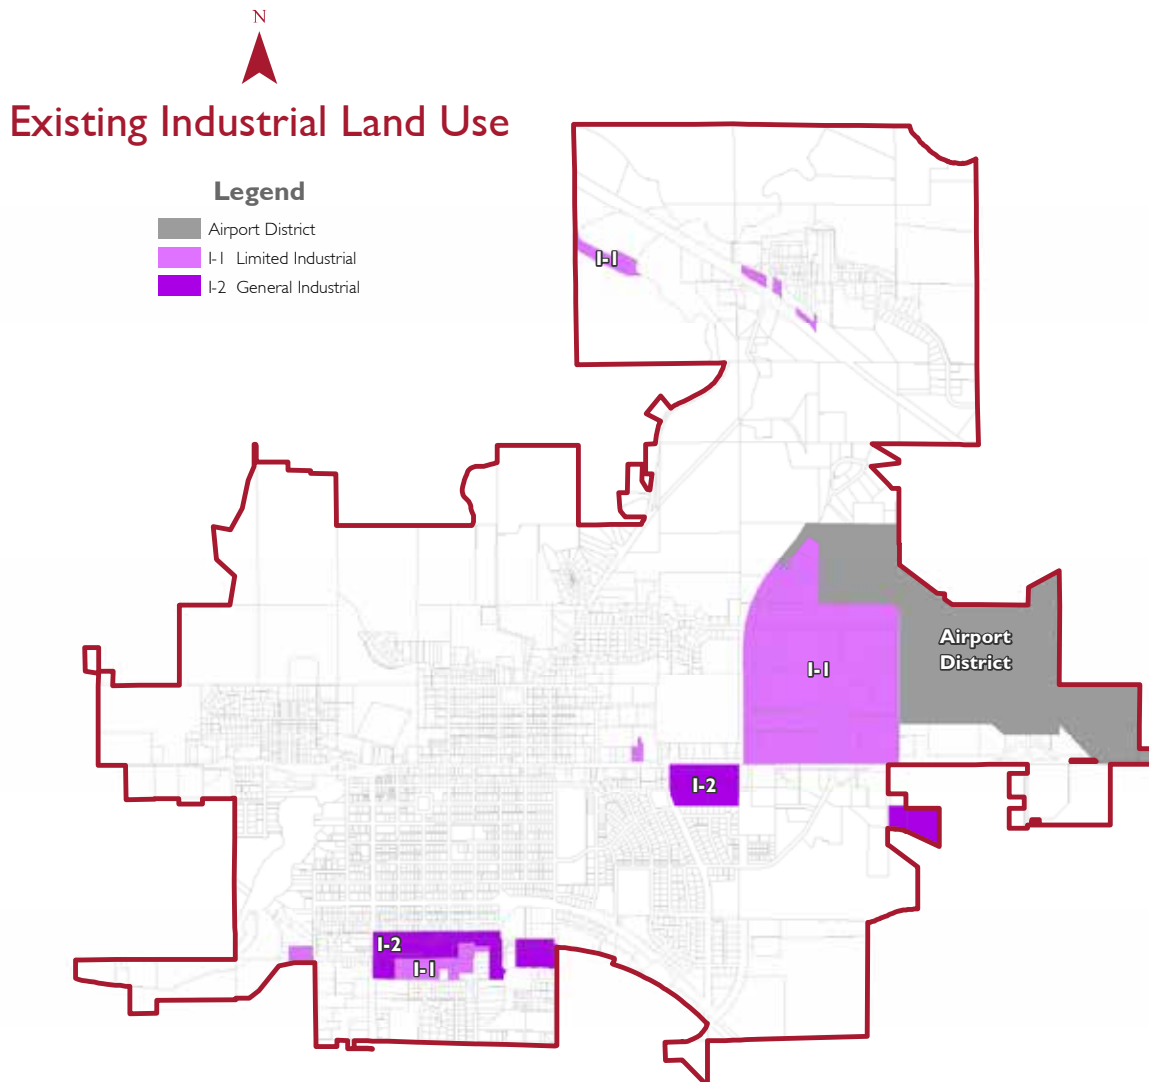 N
Existing Industrial Land Use
Legend
Airport District
I-1 Limited Industrial
I-2 General Industrial
I-1
Airport
District
I-1
I-2
I-2
I-1